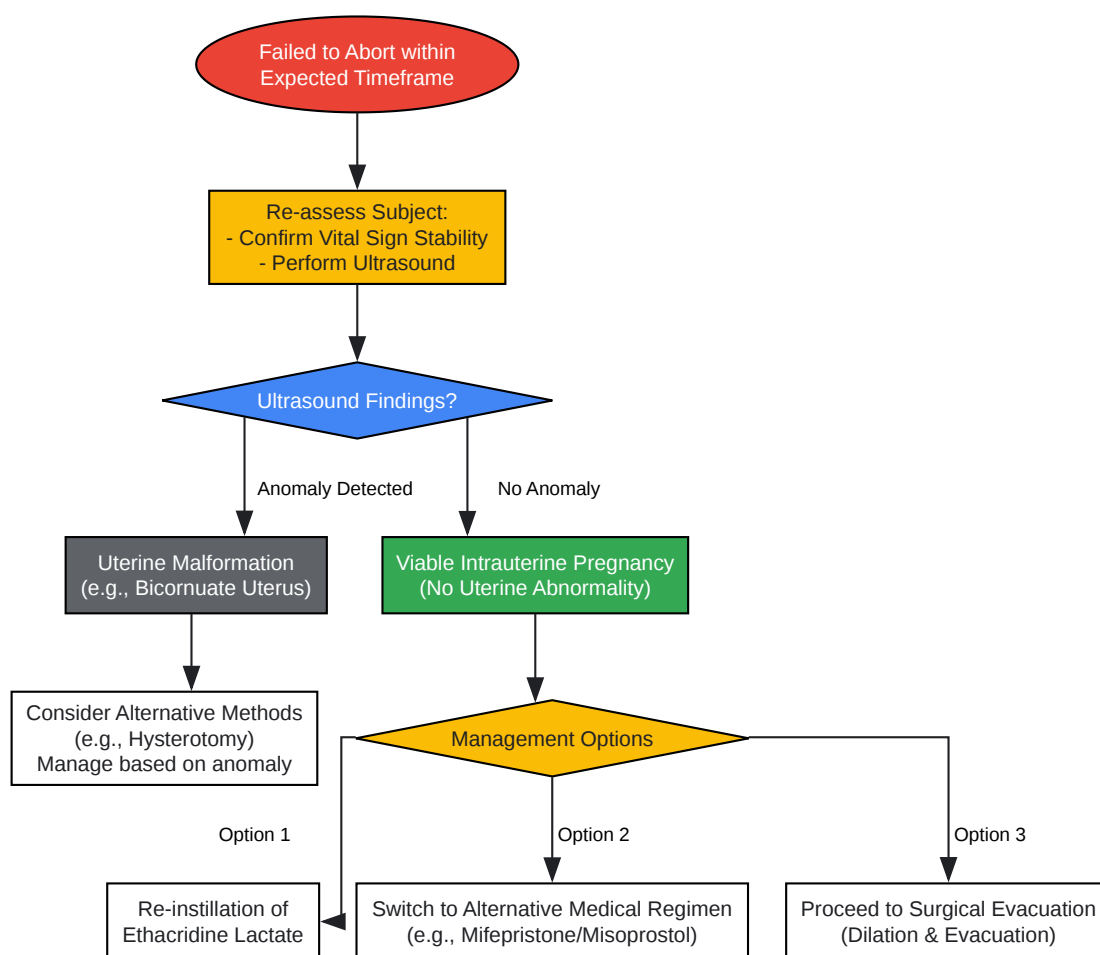 Failed to Abort within
Expected Timeframe
Re-assess Subject:
- Confirm Vital Sign Stability
- Perform Ultrasound
Ultrasound Findings?
Anomaly Detected
No Anomaly
Uterine Malformation
(e.g., Bicornuate Uterus)
Viable Intrauterine Pregnancy
(No Uterine Abnormality)
Consider Alternative Methods
(e.g., Hysterotomy)
Manage based on anomaly
Management Options
Option 1
Option 2
Option 3
Re-instillation of
Ethacridine Lactate
Switch to Alternative Medical Regimen
(e.g., Mifepristone/Misoprostol)
Proceed to Surgical Evacuation
(Dilation & Evacuation)